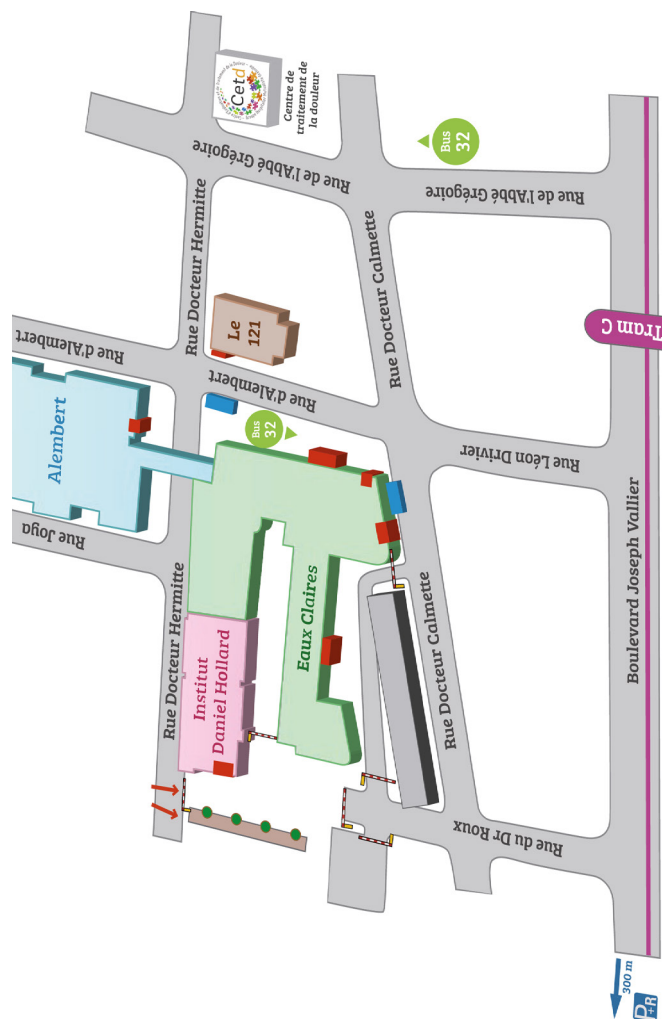 Cetd
Centre de
traitement de
la douleur
Bus
32
Rue de l'Abbé Grégoire
Rue de l'Abbé Grégoire
Rue Docteur Hermitte
Rue Docteur Calmette
Le
121
Tram C
Rue d'Alembert
Rue d'Alembert
Bus
32
Rue Léon Drivier
Alembert
Rue Joya
Eaux Claires
Boulevard Joseph Vallier
Rue Docteur Hermitte
Institut
Daniel Hollard
Rue Docteur Calmette
Rue du Dr Roux
300 m
P+R